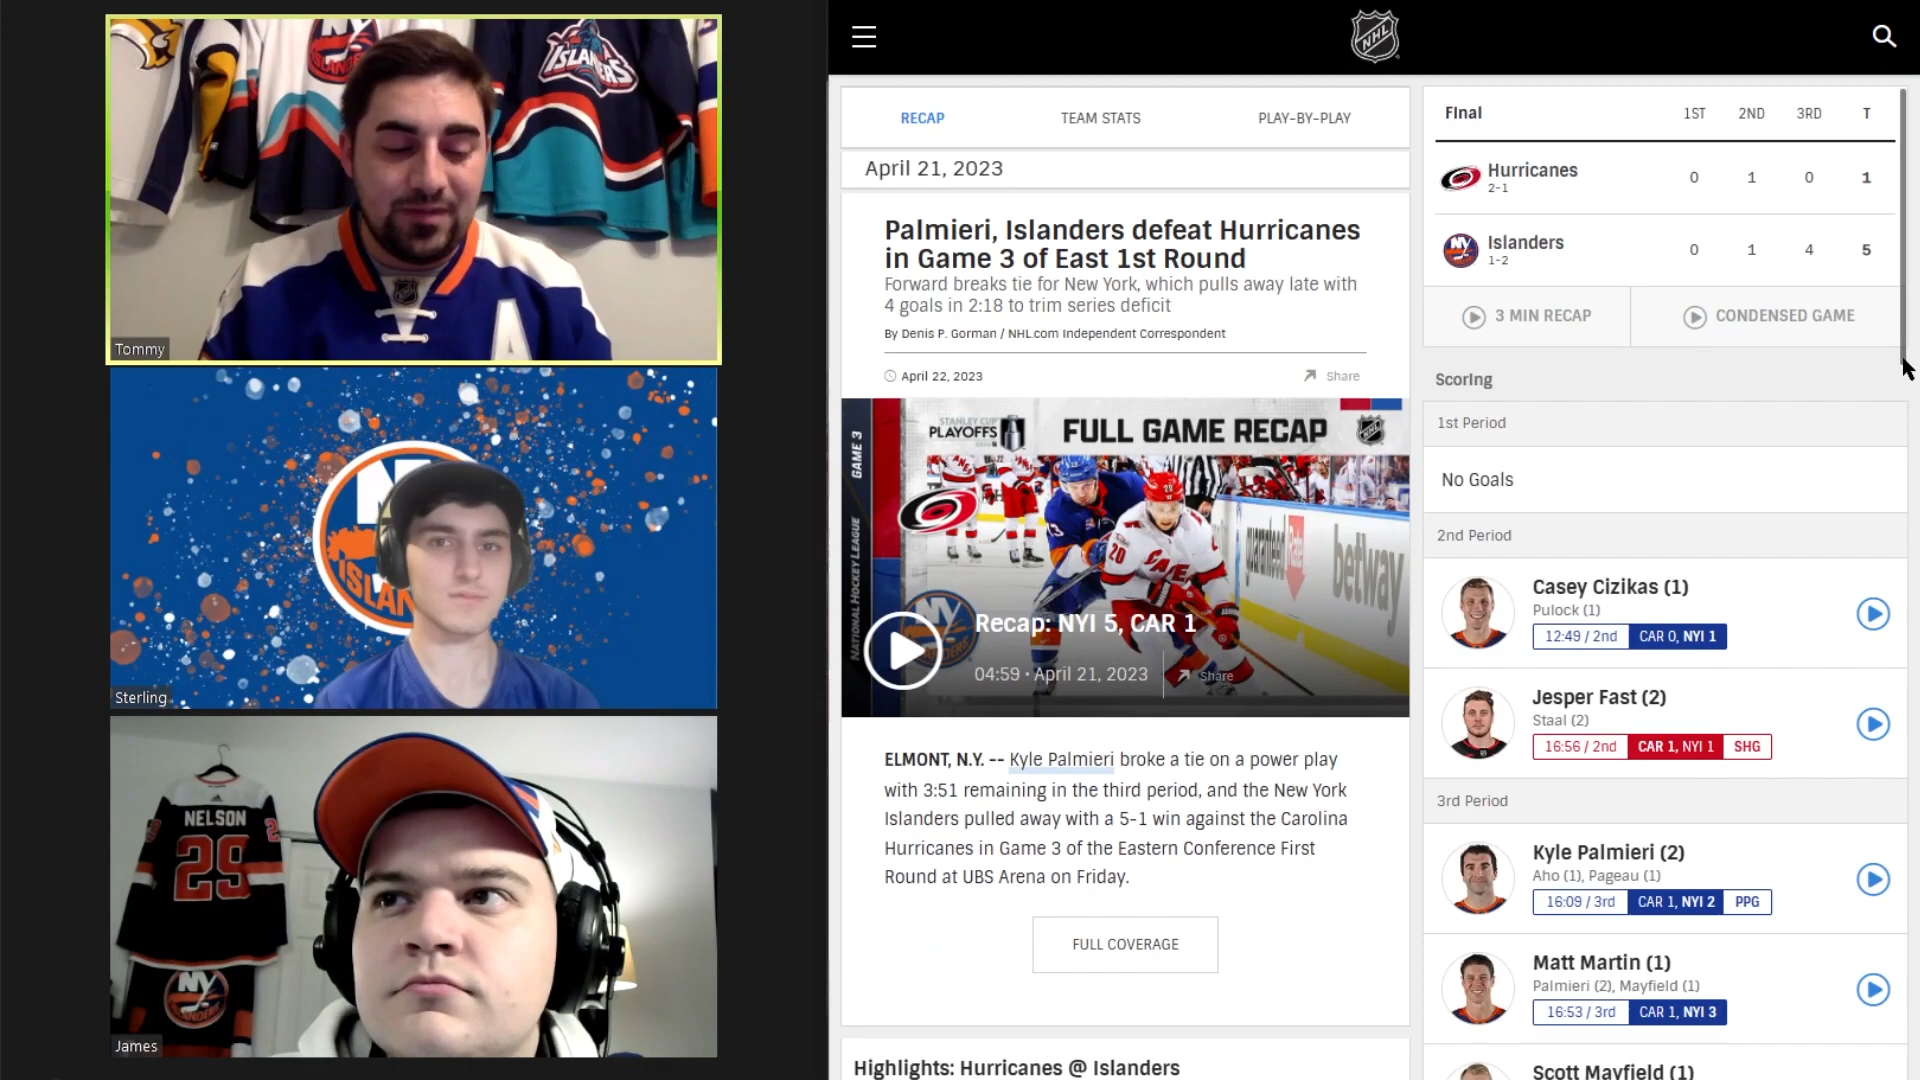 ISLANDERS
A
Tommy
ISLAN
Sterling
NELSON
29
NY
James
NHL
RECAP
TEAM STATS
PLAY-BY-PLAY
April 21, 2023
Palmieri, Islanders defeat Hurricanes
in Game 3 of East 1st Round
Forward breaks tie for New York, which pulls away late with
4 goals in 2:18 to trim series deficit
By Denis P. Gorman / NHL.com Independent Correspondent
April 22, 2023
Share
GAME 3
NATIONAL HOCKEY LEAGUE
STANLEY CUP
PLAYOFFS
FULL GAME RECAP
20
guaranteed Rate
betway
Recap: NYI 5, CAR 1
04:59 · April 21, 2023
Share
ELMONT, N.Y. -- Kyle Palmieri broke a tie on a power play
with 3:51 remaining in the third period, and the New York
Islanders pulled away with a 5-1 win against the Carolina
Hurricanes in Game 3 of the Eastern Conference First
Round at UBS Arena on Friday.
FULL COVERAGE
Highlights: Hurricanes @ Islanders
Final 1ST 2ND 3RD T
Hurricanes 0 1 0 1
2-1
Islanders 0 1 4 5
1-2
3 MIN RECAP
CONDENSED GAME
Scoring
1st Period
No Goals
2nd Period
Casey Cizikas (1)
Pulock (1)
12:49 / 2nd CAR 0, NYI 1
Jesper Fast (2)
Staal (2)
16:56 / 2nd CAR 1, NYI 1 SHG
3rd Period
Kyle Palmieri (2)
Aho (1), Pageau (1)
16:09 / 3rd CAR 1, NYI 2 PPG
Matt Martin (1)
Palmieri (2), Mayfield (1)
16:53 / 3rd CAR 1, NYI 3
Scott Mayfield (1)